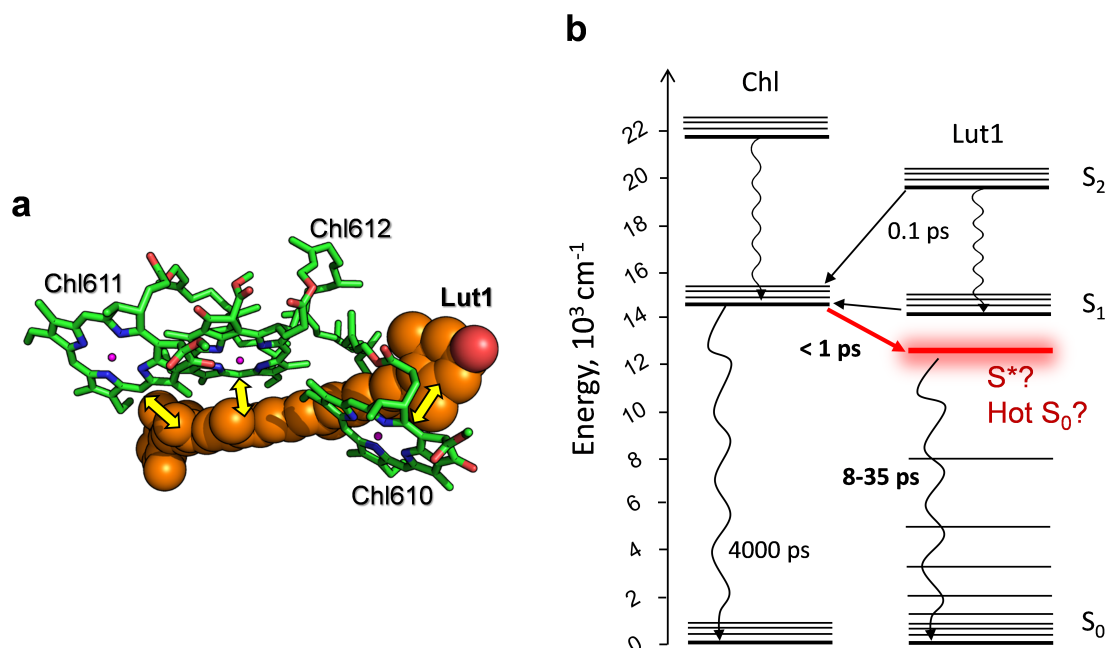 a
Chl611
Chl612
Lut1
Chl610
b
Energy, 10³ cm⁻¹
22
20
18
16
14
12
10
8
6
4
2
0
Chl
Lut1
S₂
0.1 ps
S₁
< 1 ps
S*?
Hot S₀?
8-35 ps
4000 ps
S₀